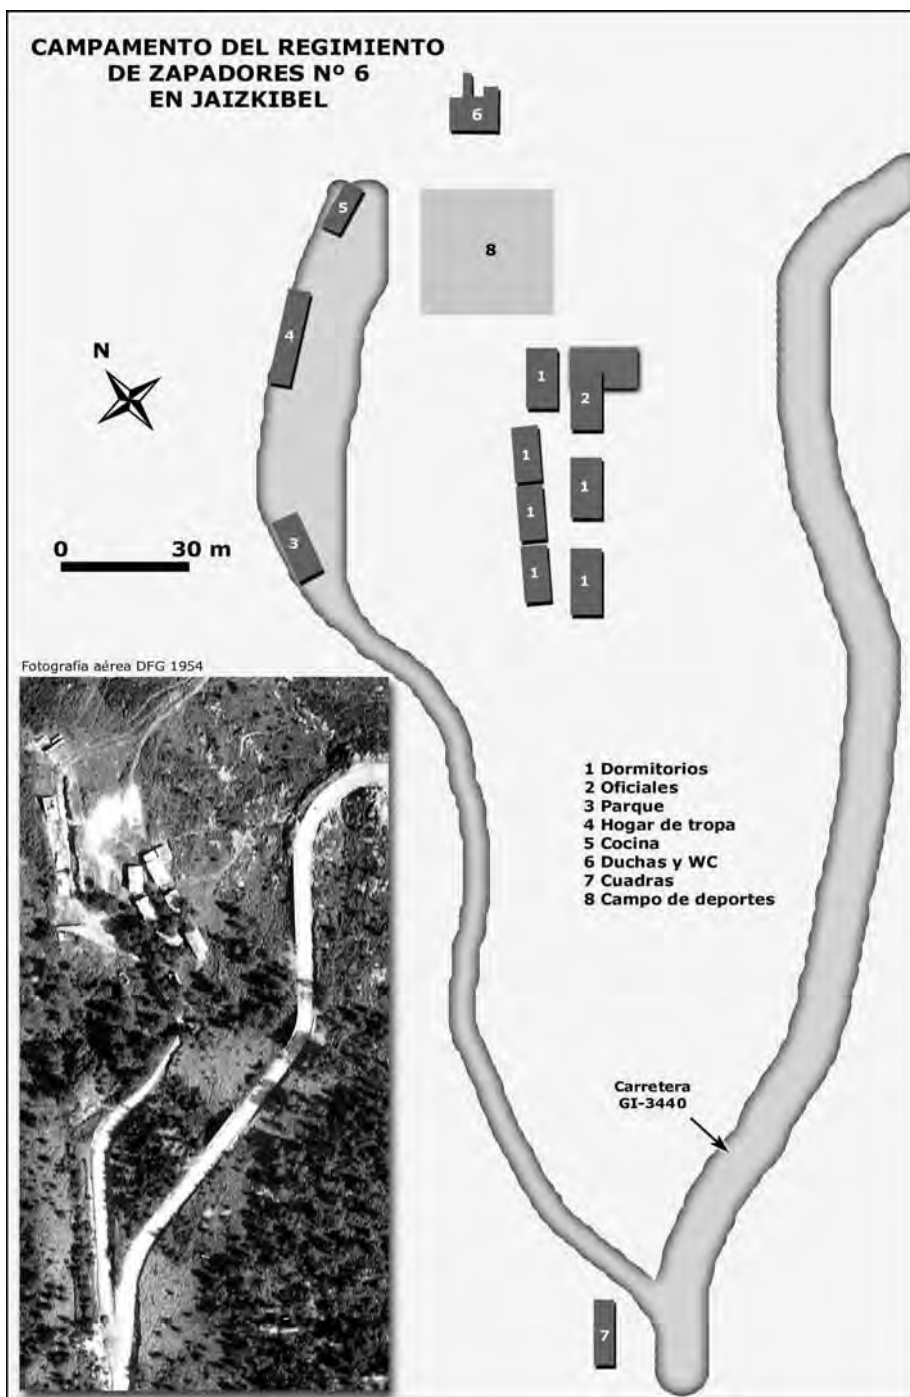 CAMPAMENTO DEL REGIMIENTO
DE ZAPADORES Nº 6
EN JAIZKIBEL
6
5
8
4
N
1
2
1
1
1
3
1
1
0 30 m
Fotografía aérea DFG 1954
1 Dormitorios
2 Oficiales
3 Parque
4 Hogar de tropa
5 Cocina
6 Duchas y WC
7 Cuadras
8 Campo de deportes
Carretera
GI-3440
7